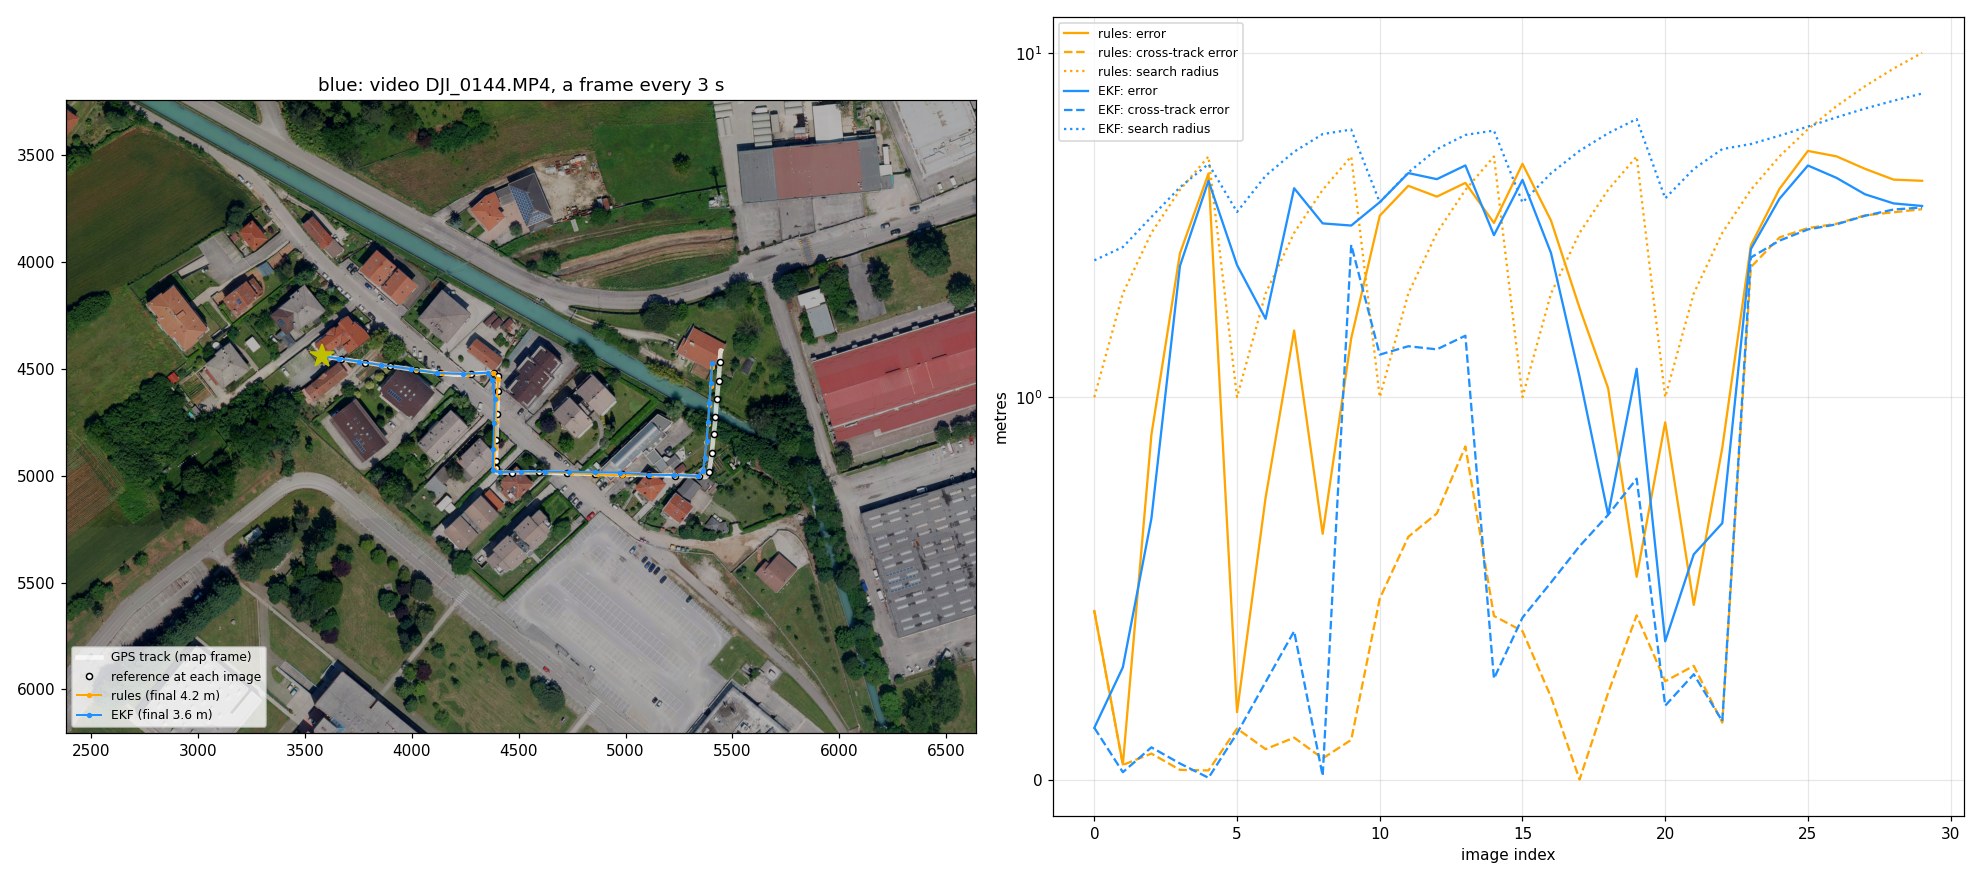 blue: video DJI_0144.MP4, a frame every 3 s
3500
4000
4500
5000
5500
6000
2500
3000
3500
4000
4500
5000
5500
6000
6500
GPS track (map frame)
reference at each image
rules (final 4.2 m)
EKF (final 3.6 m)
rules: error
rules: cross-track error
rules: search radius
EKF: error
EKF: cross-track error
EKF: search radius
10¹
10⁰
0
metres
0
5
10
15
20
25
30
image index